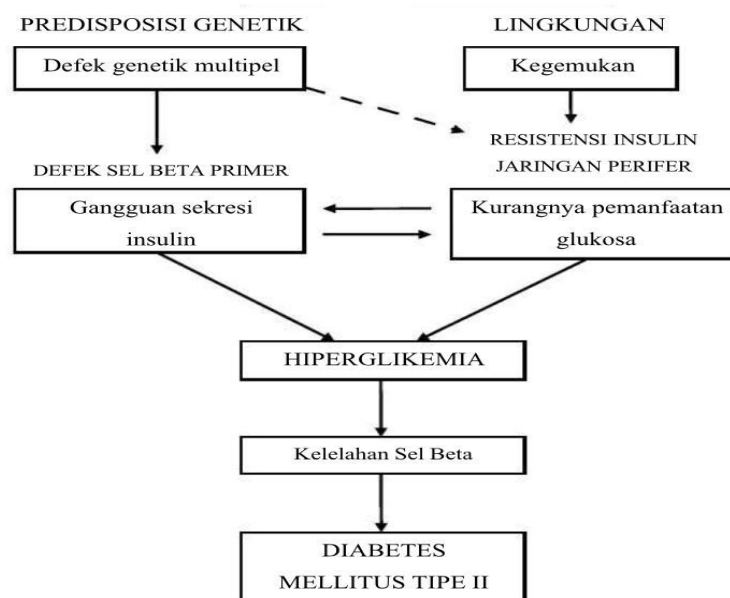 PREDISPOSISI GENETIK
LINGKUNGAN
Defek genetik multipel
Kegemukan
RESISTENSI INSULIN
JARINGAN PERIFER
DEFEK SEL BETA PRIMER
Gangguan sekresi
insulin
Kurangnya pemanfaatan
glukosa
HIPERGLIKEMIA
Kelelahan Sel Beta
DIABETES
MELLITUS TIPE II